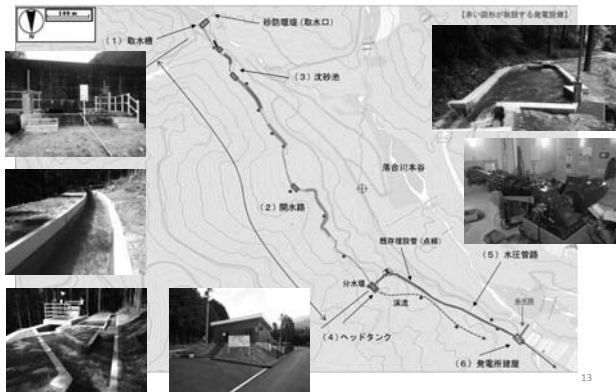 100 m
砂防堰堤(取水口)
【赤い図形が新設する発電設備】
(1)取水槽
(3)沈砂池
落合川本谷
(2)開水路
既存埋設管(点線)
(5)水圧管路
分水堰
渓流
(4)ヘッドタンク
(6)発電所建屋
13